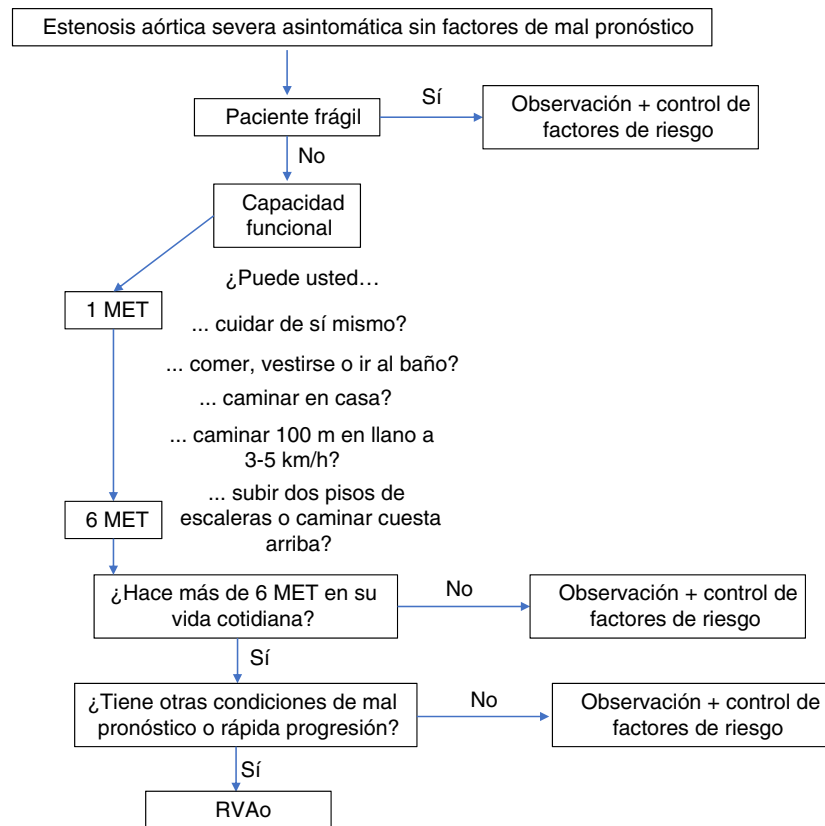 Estenosis aórtica severa asintomática sin factores de mal pronóstico
Paciente frágil
Sí
Observación + control de
factores de riesgo
No
Capacidad
funcional
¿Puede usted…
1 MET
... cuidar de sí mismo?
... comer, vestirse o ir al baño?
... caminar en casa?
... caminar 100 m en llano a
3-5 km/h?
... subir dos pisos de
escaleras o caminar cuesta
arriba?
6 MET
¿Hace más de 6 MET en su
vida cotidiana?
No
Observación + control de
factores de riesgo
Sí
¿Tiene otras condiciones de mal
pronóstico o rápida progresión?
No
Observación + control de
factores de riesgo
Sí
RVAo